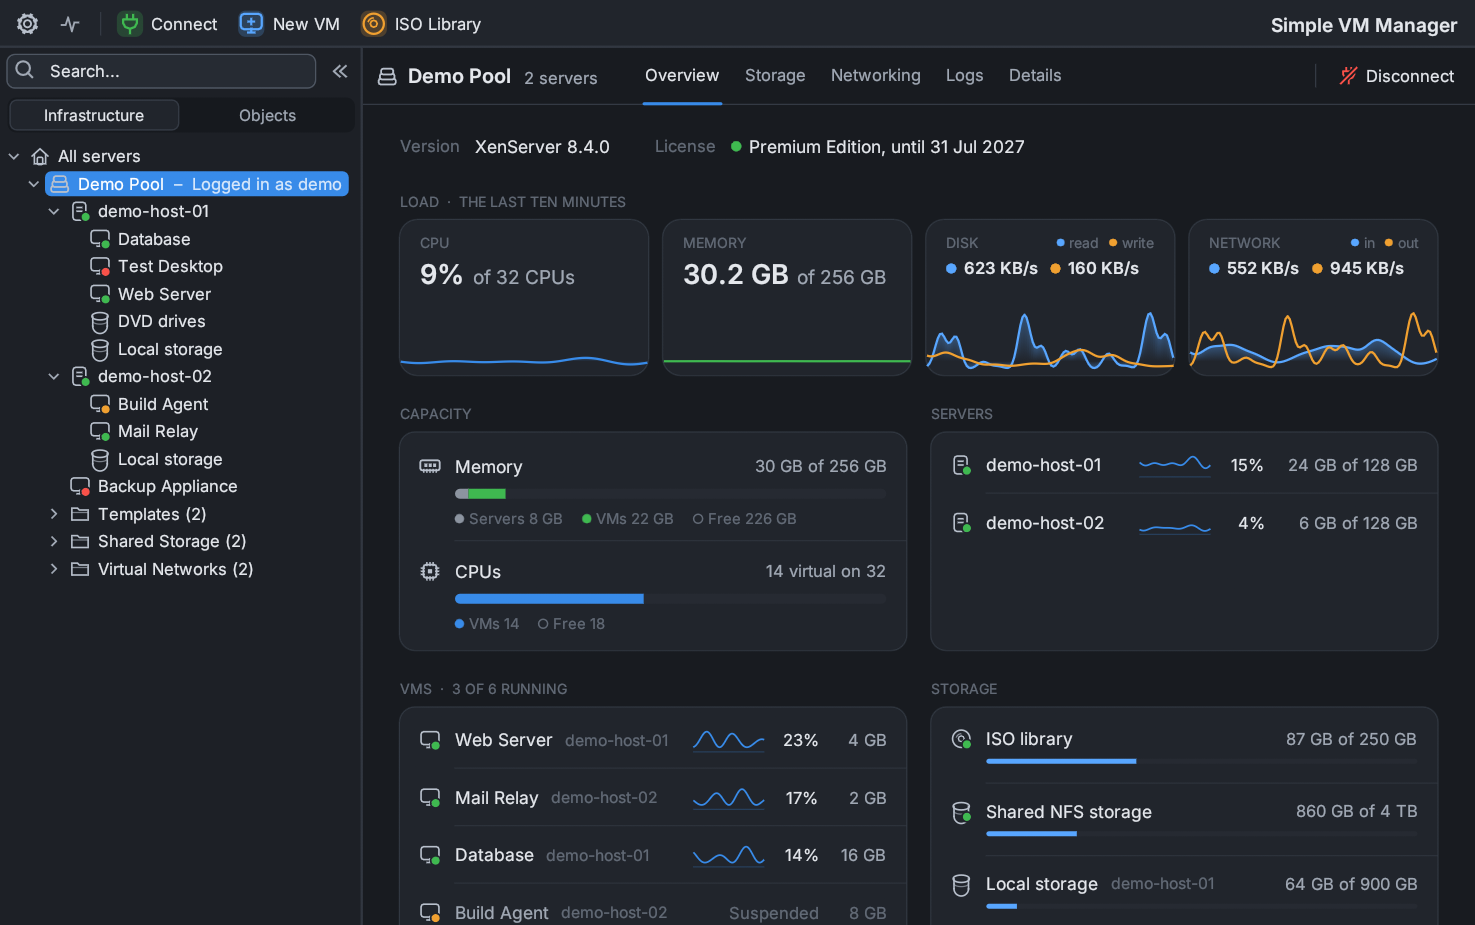 Connect New VM ISO Library Simple VM Manager
Search...
Infrastructure Objects
All servers
Demo Pool – Logged in as demo
demo-host-01
Database
Test Desktop
Web Server
DVD drives
Local storage
demo-host-02
Build Agent
Mail Relay
Local storage
Backup Appliance
Templates (2)
Shared Storage (2)
Virtual Networks (2)
Demo Pool 2 servers Overview Storage Networking Logs Details Disconnect
Version XenServer 8.4.0 License Premium Edition, until 31 Jul 2027
LOAD · THE LAST TEN MINUTES
CPU
9% of 32 CPUs
MEMORY
30.2 GB of 256 GB
DISK read write
623 KB/s 160 KB/s
NETWORK in out
552 KB/s 945 KB/s
CAPACITY
Memory 30 GB of 256 GB
Servers 8 GB VMs 22 GB Free 226 GB
CPUs 14 virtual on 32
VMs 14 Free 18
SERVERS
demo-host-01 15% 24 GB of 128 GB
demo-host-02 4% 6 GB of 128 GB
VMS · 3 OF 6 RUNNING
Web Server demo-host-01 23% 4 GB
Mail Relay demo-host-02 17% 2 GB
Database demo-host-01 14% 16 GB
Build Agent demo-host-02 Suspended 8 GB
STORAGE
ISO library 87 GB of 250 GB
Shared NFS storage 860 GB of 4 TB
Local storage demo-host-01 64 GB of 900 GB